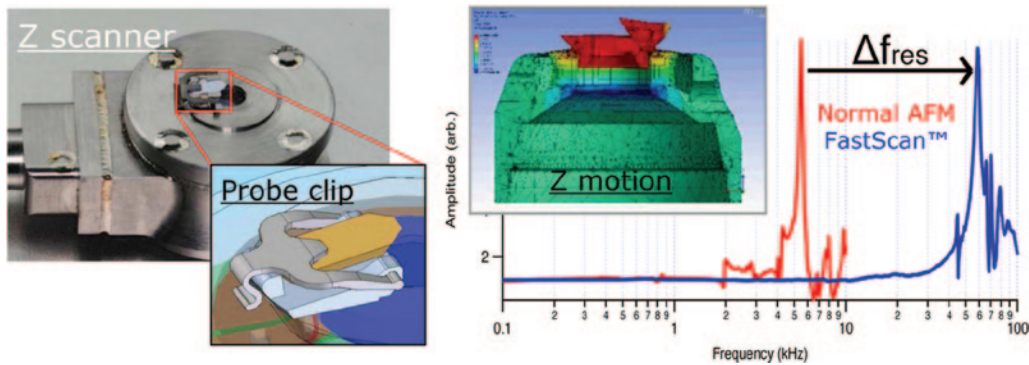 Z scanner
Probe clip
Z motion
Δfres
Normal AFM
FastScan™
Amplitude (arb.)
2
0.1 2 3 4 5 6 7 8 9 1 2 3 4 5 6 7 8 9 10 2 3 4 5 6 7 8 9 100
Frequency (kHz)